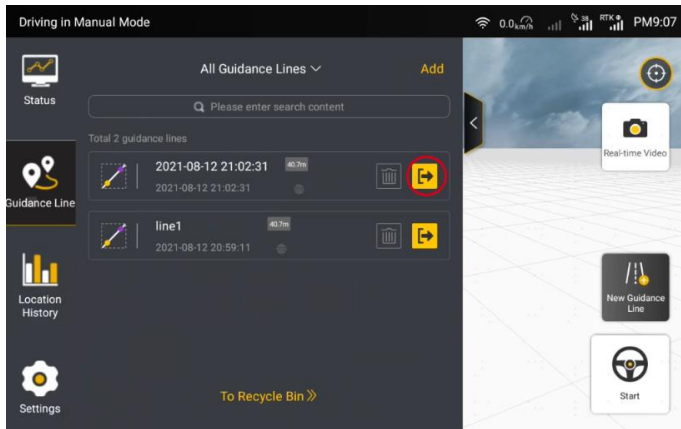 Driving in Manual Mode
0.0km/h
38
RTK
PM9:07
Status
All Guidance Lines
Add
Please enter search content
Total 2 guidance lines
Real-time Video
Guidance Line
2021-08-12 21:02:31 40.7m
2021-08-12 21:02:31
line1 40.7m
2021-08-12 20:59:11
Location
History
New Guidance
Line
To Recycle Bin
Settings
Start